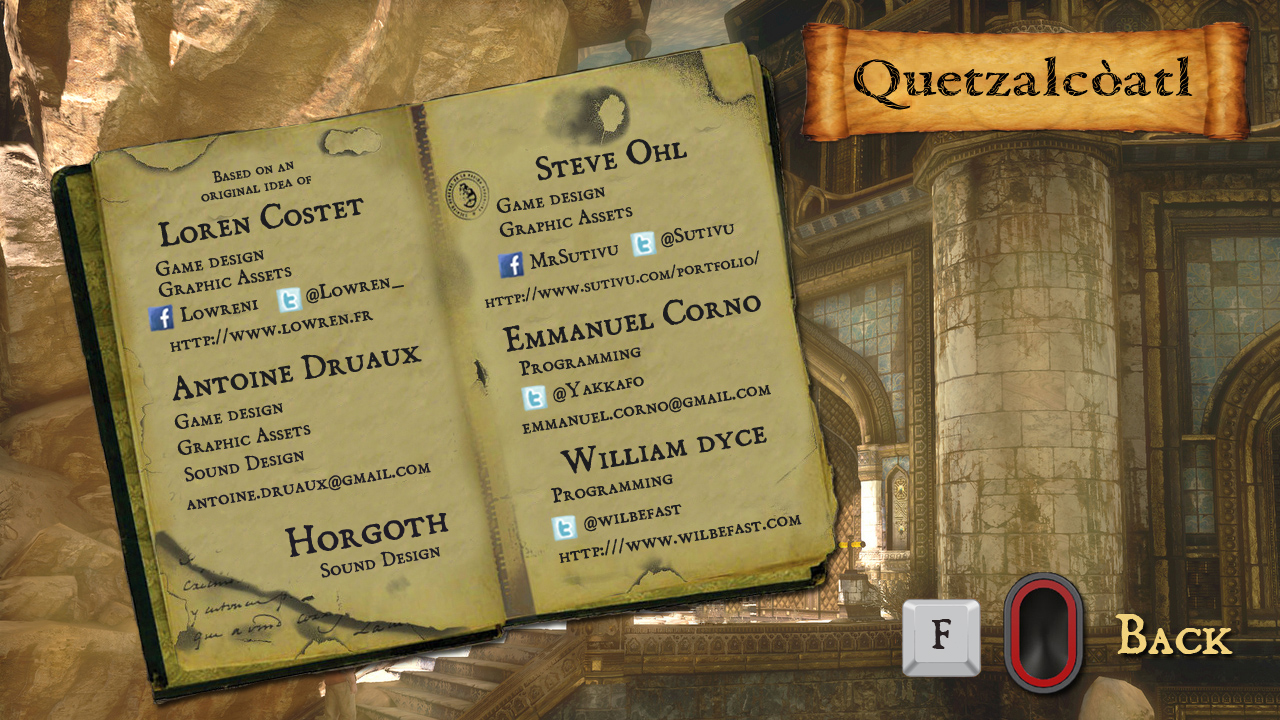 Quetzalcòatl
Based on an
original idea of
Loren Costet
Game design
Graphic Assets
Lowreni @Lowren_
http://www.lowren.fr
Antoine Druaux
Game design
Graphic Assets
Sound Design
antoine.druaux@gmail.com
Horgoth
Sound Design
Steve Ohl
Game design
Graphic Assets
MrSutivu @Sutivu
http://www.sutivu.com/portfolio/
Emmanuel Corno
Programming
@Yakkafo
emmanuel.corno@gmail.com
William dyce
Programming
@wilbefast
http:///www.wilbefast.com
F Back